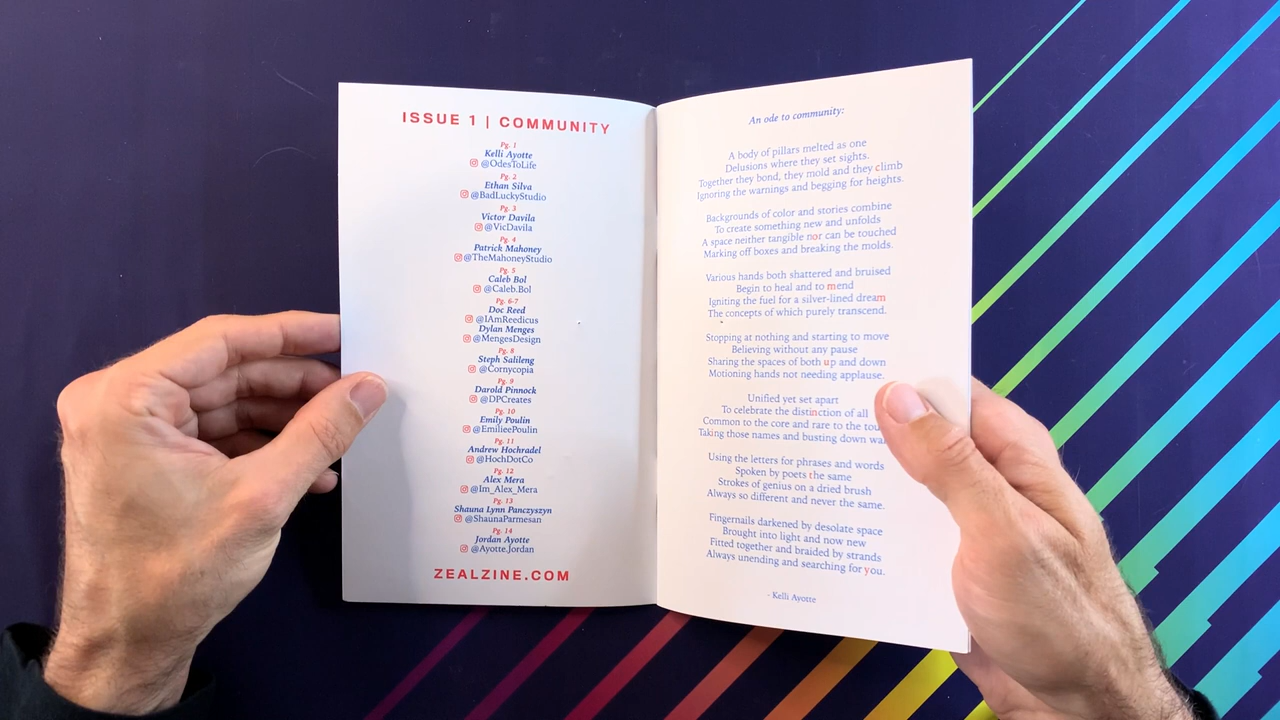 ISSUE 1 | COMMUNITY
Pg. 1
Kelli Ayotte
@OdesToLife
Pg. 2
Ethan Silva
@BadLuckyStudio
Pg. 3
Victor Davila
@VicDavila
Pg. 4
Patrick Mahoney
@TheMahoneyStudio
Pg. 5
Caleb Bol
@Caleb.Bol
Pg. 6-7
Doc Reed
@IAmReedicus
Dylan Menges
@MengesDesign
Pg. 8
Steph Salileng
@Cornycopia
Pg. 9
Darold Pinnock
@DPCreates
Pg. 10
Emily Poulin
@EmilieePoulin
Pg. 11
Andrew Hochradel
@HochDotCo
Pg. 12
Alex Mera
@Im_Alex_Mera
Pg. 13
Shauna Lynn Panczyszyn
@ShaunaParmesan
Pg. 14
Jordan Ayotte
@Ayotte.Jordan
ZEALZINE.COM
An ode to community:
A body of pillars melted as one
Delusions where they set sights.
Together they bond, they mold and they climb
Ignoring the warnings and begging for heights.
Backgrounds of color and stories combine
To create something new and unfolds
A space neither tangible nor can be touched
Marking off boxes and breaking the molds.
Various hands both shattered and bruised
Begin to heal and to mend
Igniting the fuel for a silver-lined dream
The concepts of which purely transcend.
Stopping at nothing and starting to move
Believing without any pause
Sharing the spaces of both up and down
Motioning hands not needing applause.
Unified yet set apart
To celebrate the distinction of all
Common to the core and rare to the
Taking those names and busting down
Using the letters for phrases and words
Spoken by poets the same
Strokes of genius on a dried brush
Always so different and never the same.
Fingernails darkened by desolate space
Brought into light and now new
Fitted together and braided by strands
Always unending and searching for you.
- Kelli Ayotte